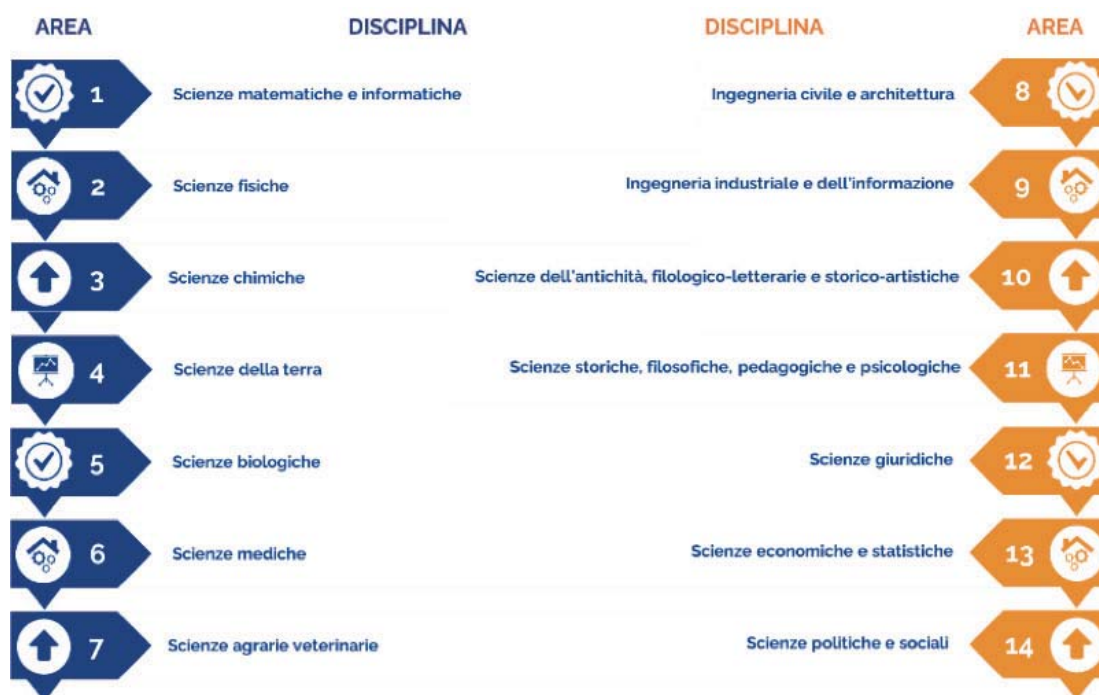 AREA DISCIPLINA DISCIPLINA AREA
1 Scienze matematiche e informatiche Ingegneria civile e architettura 8
2 Scienze fisiche Ingegneria industriale e dell'informazione 9
3 Scienze chimiche Scienze dell'antichità, filologico-letterarie e storico-artistiche 10
4 Scienze della terra Scienze storiche, filosofiche, pedagogiche e psicologiche 11
5 Scienze biologiche Scienze giuridiche 12
6 Scienze mediche Scienze economiche e statistiche 13
7 Scienze agrarie veterinarie Scienze politiche e sociali 14